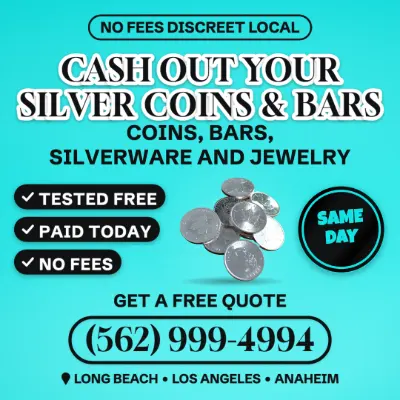 NO FEES DISCREET LOCAL
CASH OUT YOUR
SILVER COINS & BARS
COINS, BARS,
SILVERWARE AND JEWELRY
TESTED FREE
PAID TODAY
NO FEES
SAME
DAY
GET A FREE QUOTE
(562) 999-4994
LONG BEACH • LOS ANGELES • ANAHEIM